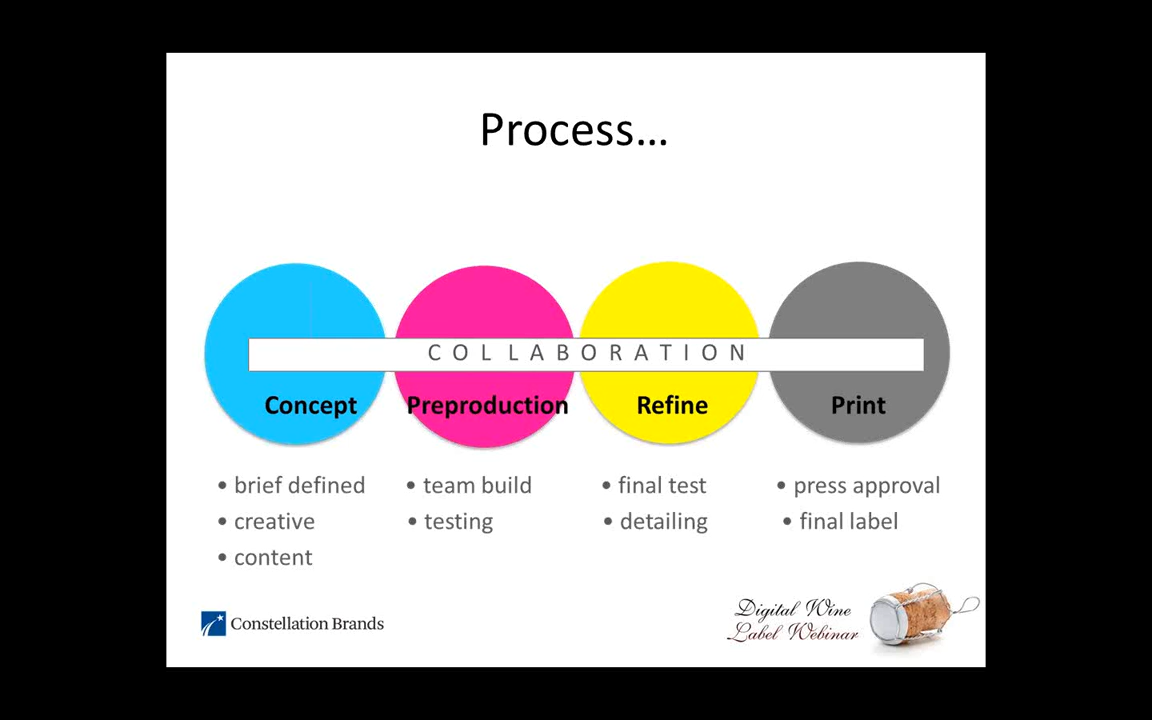 Process...
COLLABORATION
Concept
Preproduction
Refine
Print
• brief defined
• creative
• content
• team build
• testing
• final test
• detailing
• press approval
• final label
Constellation Brands
Digital Wine
Label Webinar